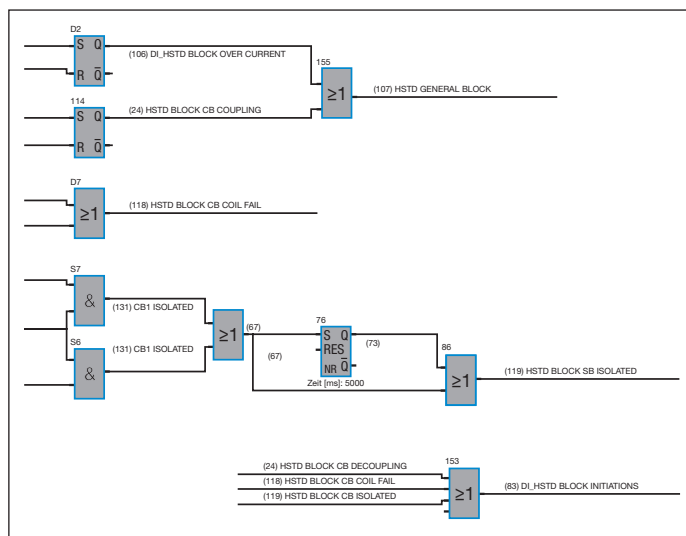 D2
S Q
R Q̅
(106) DI_HSTD BLOCK OVER CURRENT
155
≥1
(107) HSTD GENERAL BLOCK
114
S Q
R Q̅
(24) HSTD BLOCK CB COUPLING
D7
≥1
(118) HSTD BLOCK CB COIL FAIL
S7
&
(131) CB1 ISOLATED
S6
&
(131) CB1 ISOLATED
≥1
(67)
(67)
76
S Q
RES
NR Q̅
Zeit [ms]: 5000
(73)
86
≥1
(119) HSTD BLOCK SB ISOLATED
(24) HSTD BLOCK CB DECOUPLING
(118) HSTD BLOCK CB COIL FAIL
(119) HSTD BLOCK CB ISOLATED
153
≥1
(83) DI_HSTD BLOCK INITIATIONS